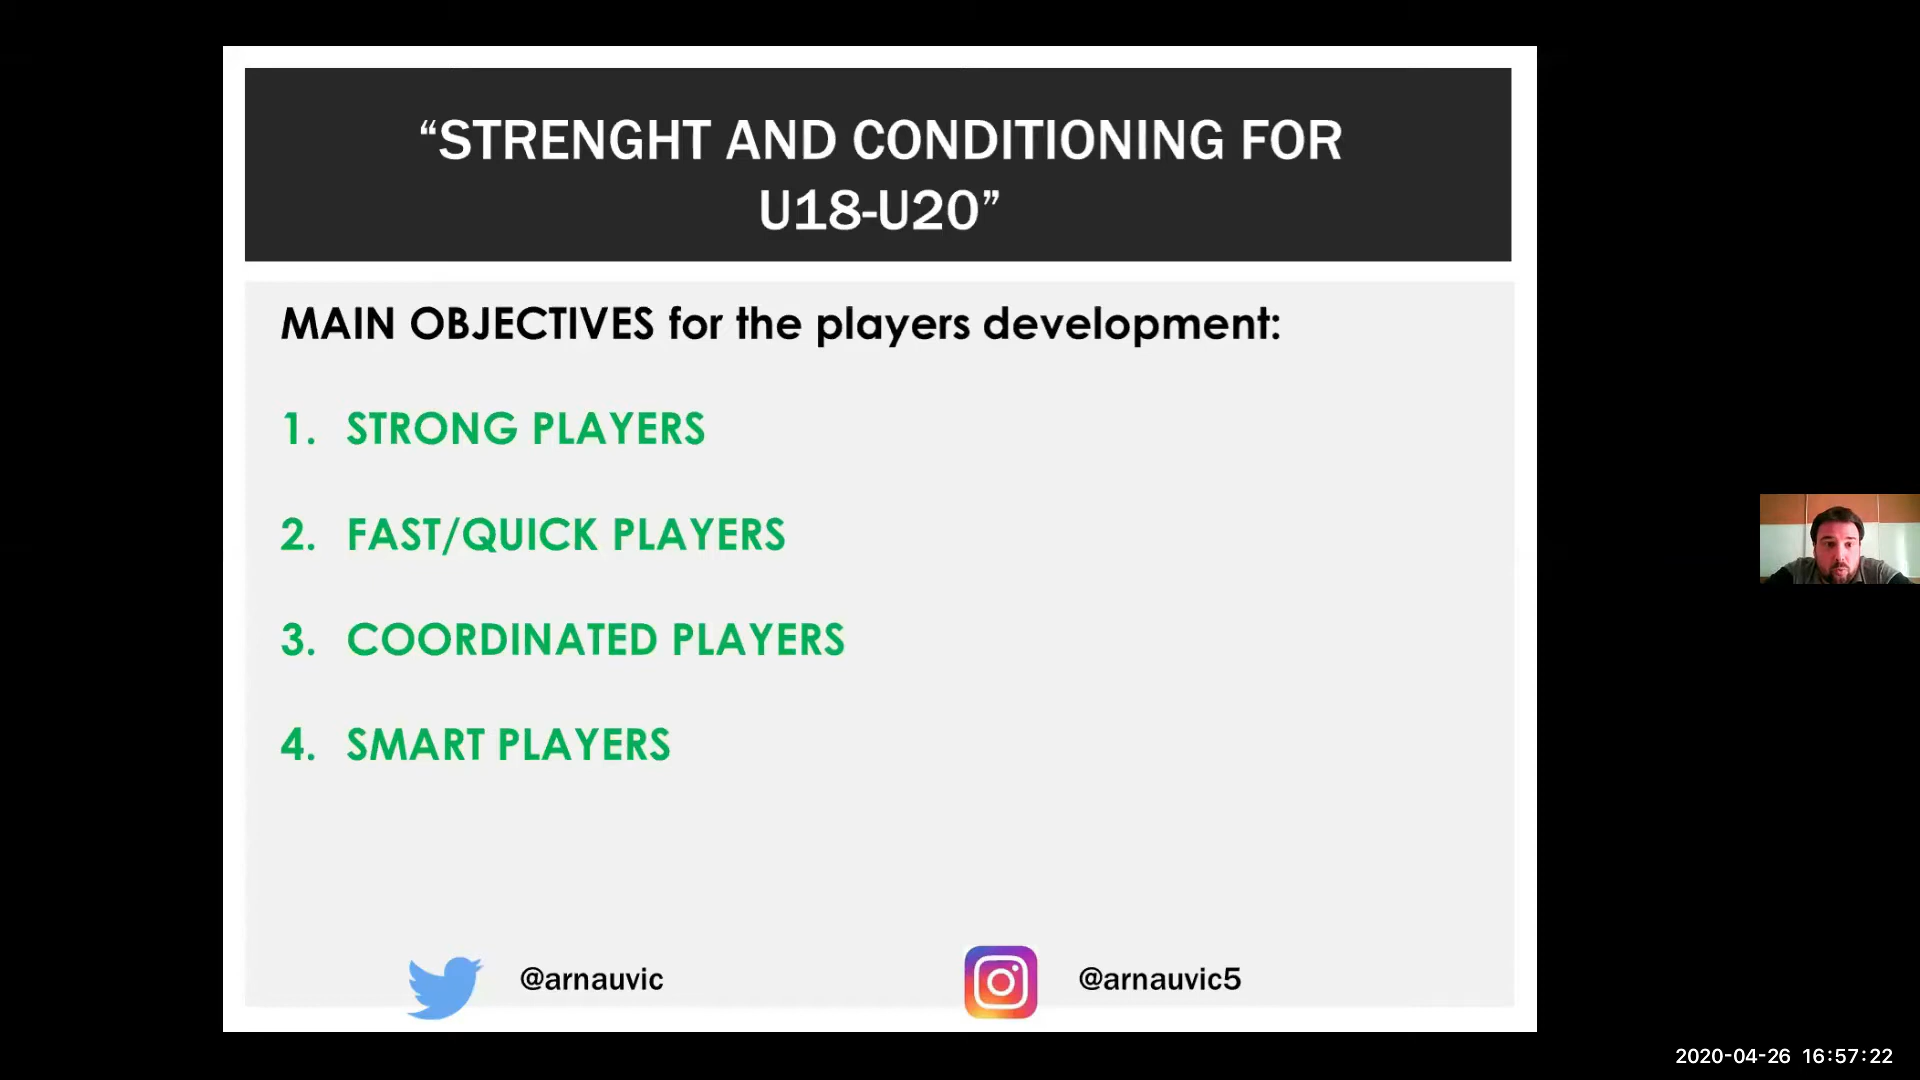 “STRENGHT AND CONDITIONING FOR
U18-U20”
MAIN OBJECTIVES for the players development:
1. STRONG PLAYERS
2. FAST/QUICK PLAYERS
3. COORDINATED PLAYERS
4. SMART PLAYERS
@arnauvic @arnauvic5
2020-04-26 16:57:22